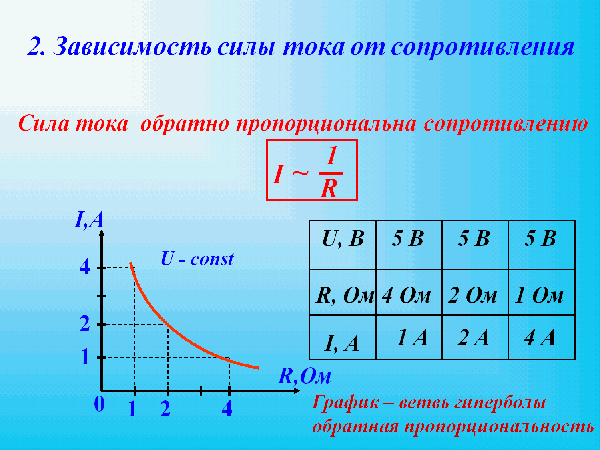 2. Зависимость силы тока от сопротивления
Сила тока обратно пропорциональна сопротивлению
I ~ 1
R
I,А
U - const
4
2
1
0 1 2 4
R,Ом
U, В 5 В 5 В 5 В
R, Ом 4 Ом 2 Ом 1 Ом
I, А 1 А 2 А 4 А
График – ветвь гиперболы
обратная пропорциональность